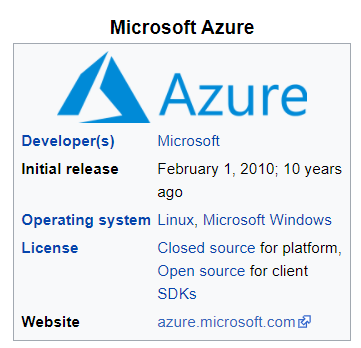 Microsoft Azure
Azure
Developer(s) Microsoft
Initial release February 1, 2010; 10 years
ago
Operating system Linux, Microsoft Windows
License Closed source for platform,
Open source for client
SDKs
Website azure.microsoft.com